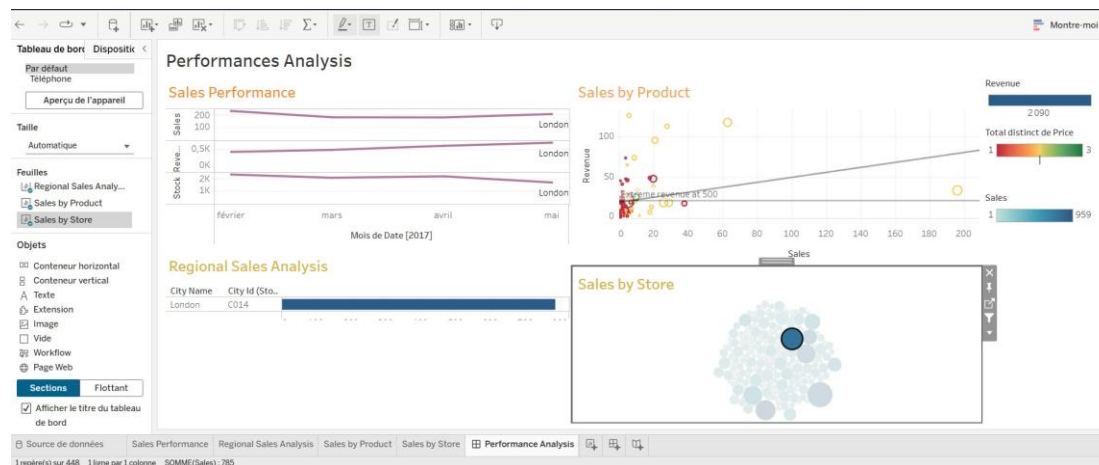 Montre-moi
Tableau de bord Dispositic
Par défaut
Téléphone
Aperçu de l'appareil
Taille
Automatique
Feuilles
Regional Sales Analy...
Sales by Product
Sales by Store
Objets
Conteneur horizontal
Conteneur vertical
Texte
Extension
Image
Vide
Workflow
Page Web
Sections Flottant
Afficher le titre du tableau
de bord
Performances Analysis
Sales Performance
Sales
200
100
London
Reve...
0,5K
0K
London
Stock
2K
1K
London
février mars avril mai
Mois de Date [2017]
Sales by Product
Revenue
100
50
0
Extreme revenue at 500
0 20 40 60 80 100 120 140 160 180 200
Sales
Revenue
2090
Total distinct de Price
1 3
Sales
1 959
Regional Sales Analysis
City Name City Id (Sto..
London C014
Sales by Store
Source de données Sales Performance Regional Sales Analysis Sales by Product Sales by Store Performance Analysis
1 repère(s) sur 448 1 ligne par 1 colonne SOMME(Sales) : 785